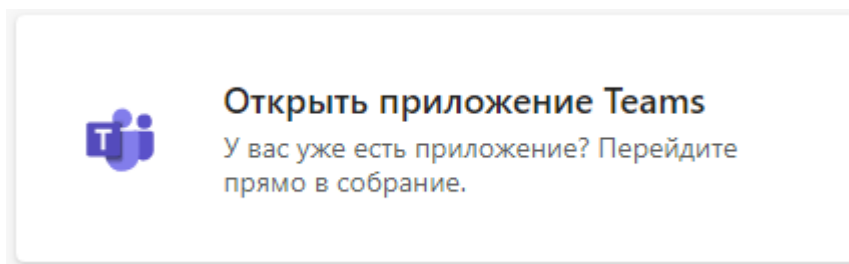 Открыть приложение Teams
T
У вас уже есть приложение? Перейдите
прямо в собрание.